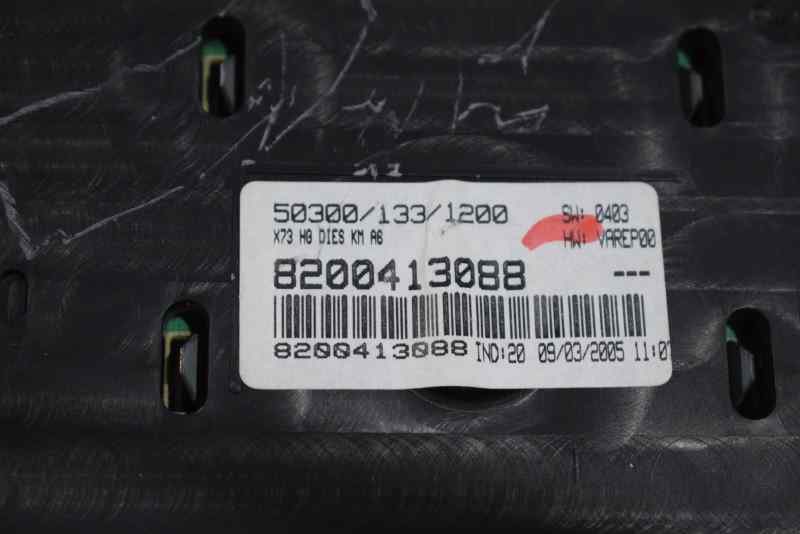 50300/133/1200 SW: 0403
X73 HG DIES KM A6 HW: VAREP00
8200413088 ---
8200413088 IND:20 09/03/2005 11:0